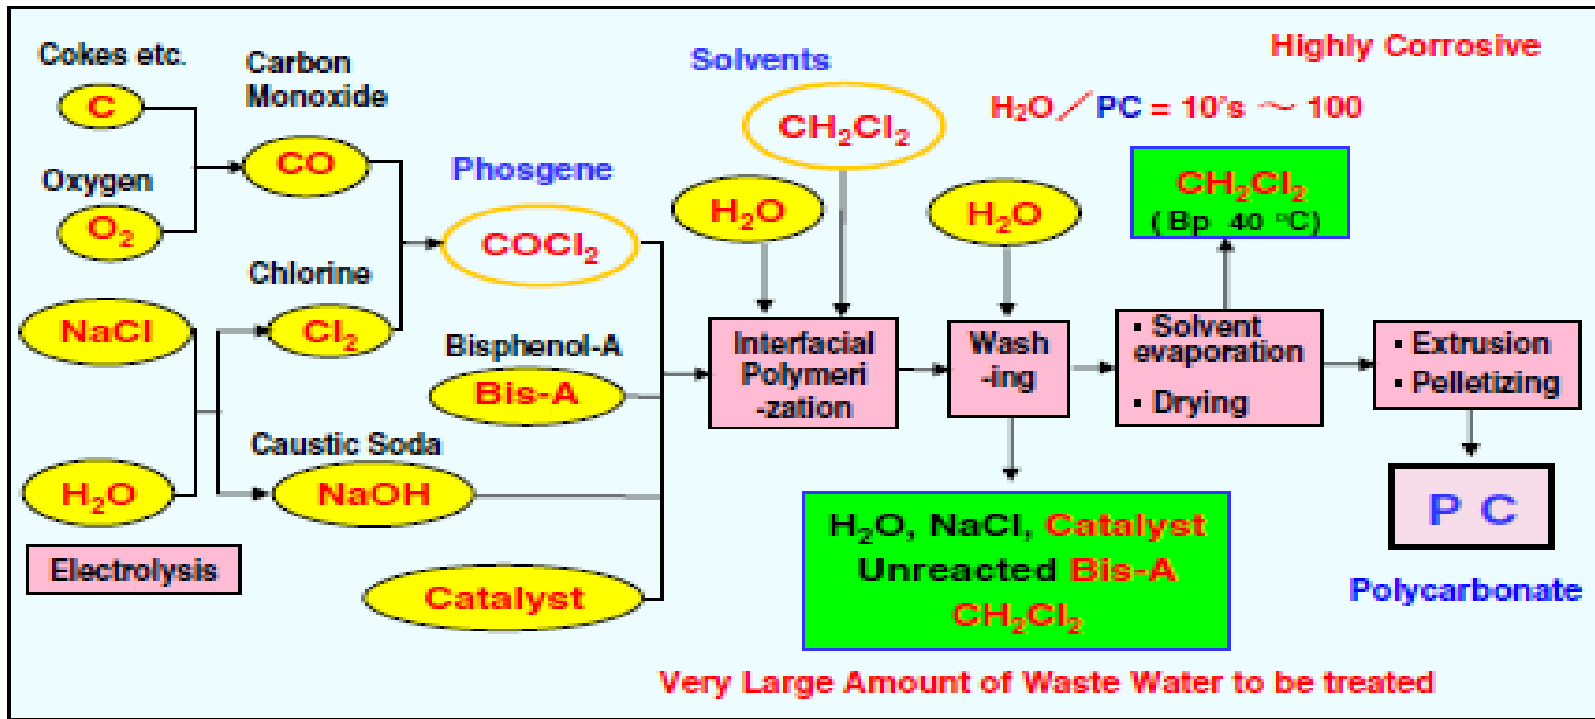 Cokes etc.
C
Oxygen
O₂
Carbon
Monoxide
CO
NaCl
H₂O
Electrolysis
Chlorine
Cl₂
Caustic Soda
NaOH
Phosgene
COCl₂
Bisphenol-A
Bis-A
Catalyst
Solvents
CH₂Cl₂
H₂O
Interfacial
Polymeri
-zation
H₂O
Wash
-ing
Highly Corrosive
H₂O／PC = 10's ～ 100
CH₂Cl₂
( Bp 40 ℃)
▪ Solvent
evaporation
▪ Drying
▪ Extrusion
▪ Pelletizing
P C
Polycarbonate
H₂O, NaCl, Catalyst
Unreacted Bis-A
CH₂Cl₂
Very Large Amount of Waste Water to be treated